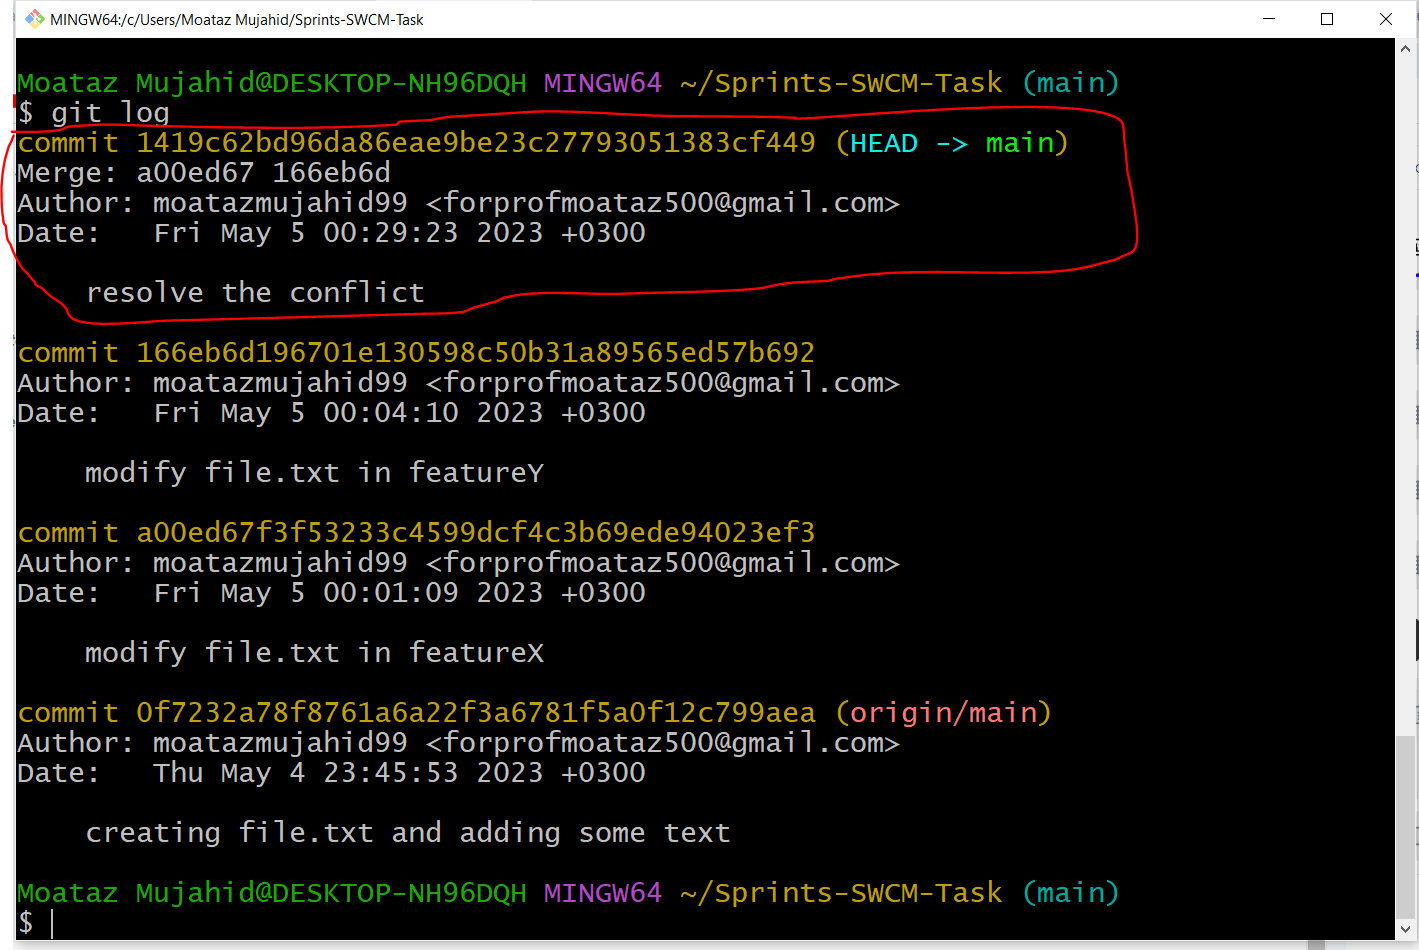 MINGW64:/c/Users/Moataz Mujahid/Sprints-SWCM-Task
Moataz Mujahid@DESKTOP-NH96DQH MINGW64 ~/Sprints-SWCM-Task (main)
$ git log
commit 1419c62bd96da86eae9be23c27793051383cf449 (HEAD -> main)
Merge: a00ed67 166eb6d
Author: moatazmujahid99 <forprofmoataz500@gmail.com>
Date:   Fri May 5 00:29:23 2023 +0300
    resolve the conflict
commit 166eb6d196701e130598c50b31a89565ed57b692
Author: moatazmujahid99 <forprofmoataz500@gmail.com>
Date:   Fri May 5 00:04:10 2023 +0300
    modify file.txt in featureY
commit a00ed67f3f53233c4599dcf4c3b69ede94023ef3
Author: moatazmujahid99 <forprofmoataz500@gmail.com>
Date:   Fri May 5 00:01:09 2023 +0300
    modify file.txt in featureX
commit 0f7232a78f8761a6a22f3a6781f5a0f12c799aea (origin/main)
Author: moatazmujahid99 <forprofmoataz500@gmail.com>
Date:   Thu May 4 23:45:53 2023 +0300
    creating file.txt and adding some text
Moataz Mujahid@DESKTOP-NH96DQH MINGW64 ~/Sprints-SWCM-Task (main)
$